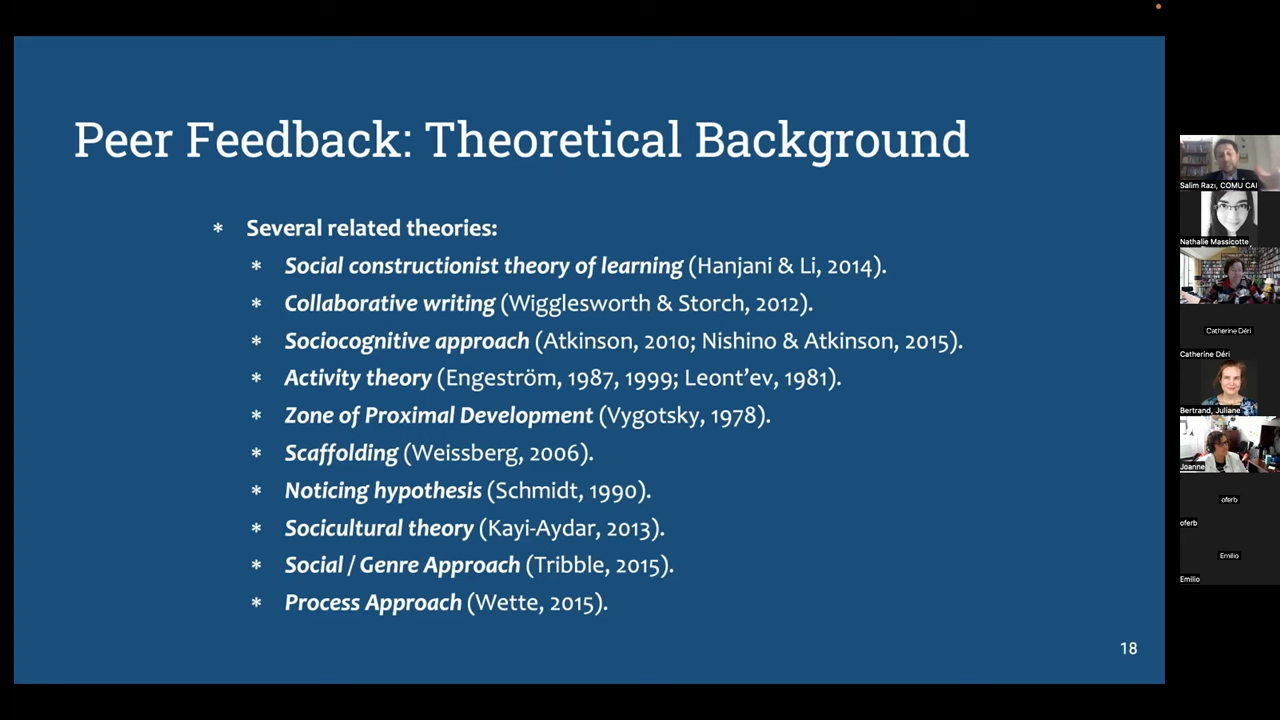 Peer Feedback: Theoretical Background
* Several related theories:
* Social constructionist theory of learning (Hanjani & Li, 2014).
* Collaborative writing (Wigglesworth & Storch, 2012).
* Sociocognitive approach (Atkinson, 2010; Nishino & Atkinson, 2015).
* Activity theory (Engeström, 1987, 1999; Leont'ev, 1981).
* Zone of Proximal Development (Vygotsky, 1978).
* Scaffolding (Weissberg, 2006).
* Noticing hypothesis (Schmidt, 1990).
* Socicultural theory (Kayi-Aydar, 2013).
* Social / Genre Approach (Tribble, 2015).
* Process Approach (Wette, 2015).
18
Salim Razı, COMU CAI
Nathalie Massicotte
Catherine Déri
Catherine Déri
Bertrand, Juliane
Joanne
oferb
oferb
Emilio
Emilio